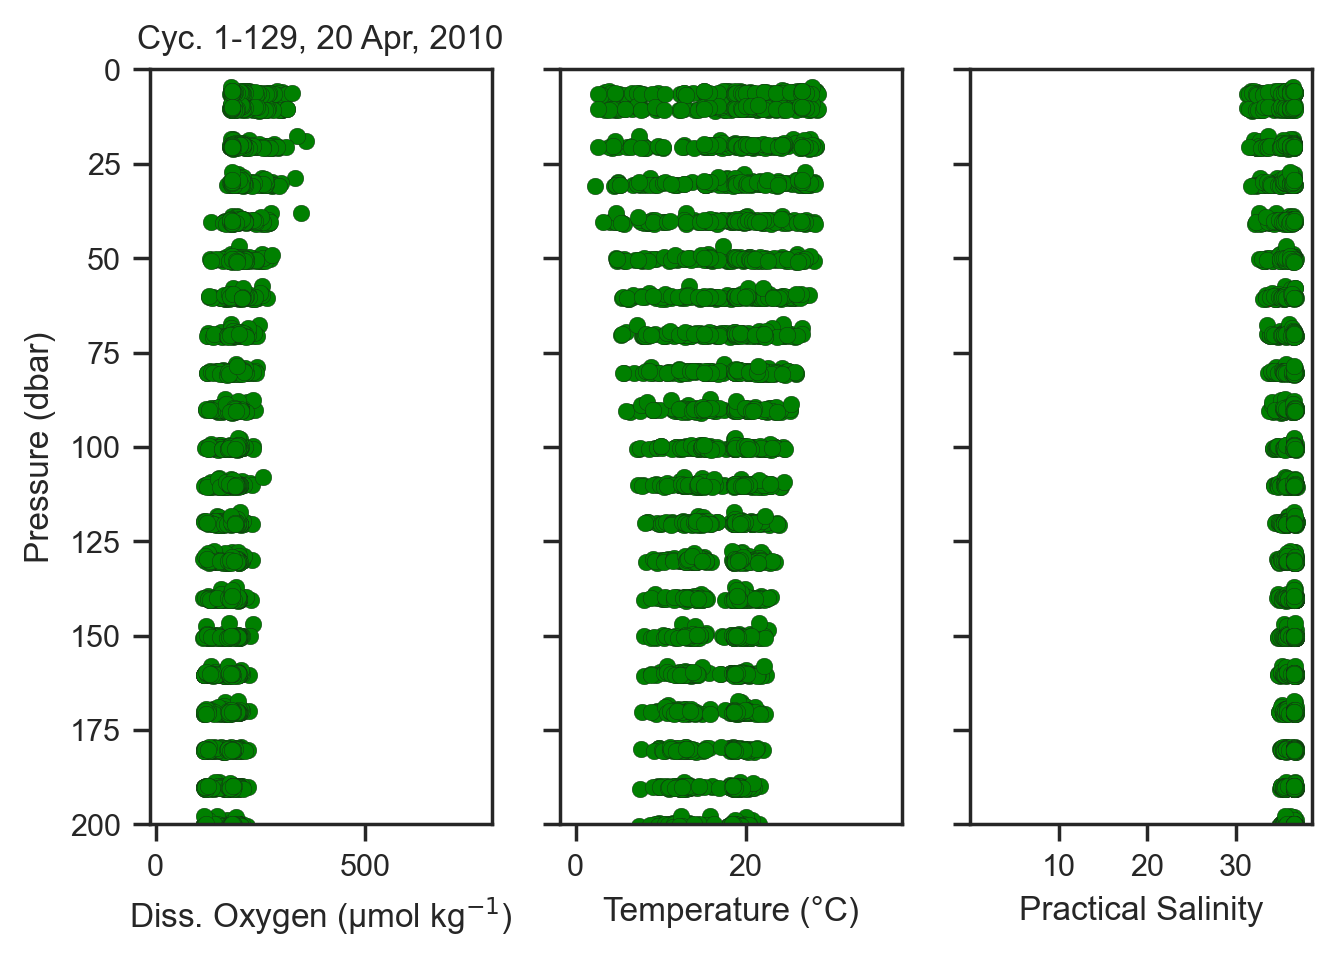 Cyc. 1-129, 20 Apr, 2010
0
25
50
75
100
125
150
175
200
Pressure (dbar)
0 500
Diss. Oxygen (µmol kg⁻¹)
0 20
Temperature (°C)
10 20 30
Practical Salinity